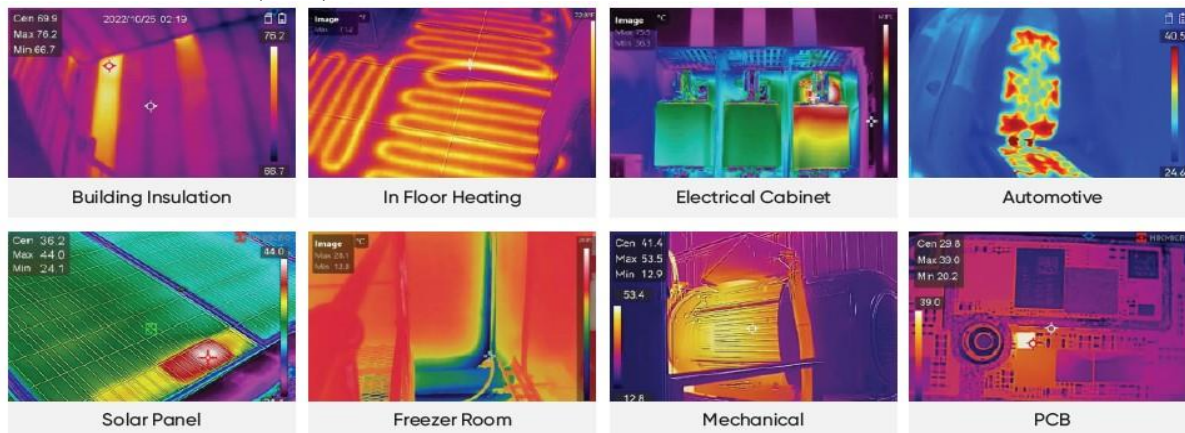 Cen 69.9
Max 76.2
Min 66.7
2022/10/25 02:19
76.2
66.7
Image °C
Image °C
40.5
24.6
Building Insulation
In Floor Heating
Electrical Cabinet
Automotive
Cen 36.2
Max 44.0
Min 24.1
44.0
Image °C
Max 28.1
Cen 41.4
Max 53.5
Min 12.9
53.4
12.8
Cen 29.8
Max 39.0
Min 20.2
39.0
Solar Panel
Freezer Room
Mechanical
PCB